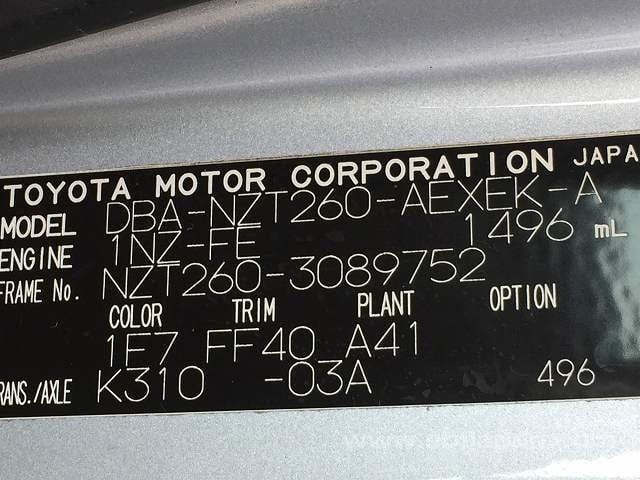 TOYOTA MOTOR CORPORATION JAPA
MODEL DBA-NZT260-AEXEK-A
ENGINE 1NZ-FE 1496 mL
FRAME No. NZT260-3089752
COLOR TRIM PLANT OPTION
1E7 FF40 A41
RANS./AXLE K310 -03A 496